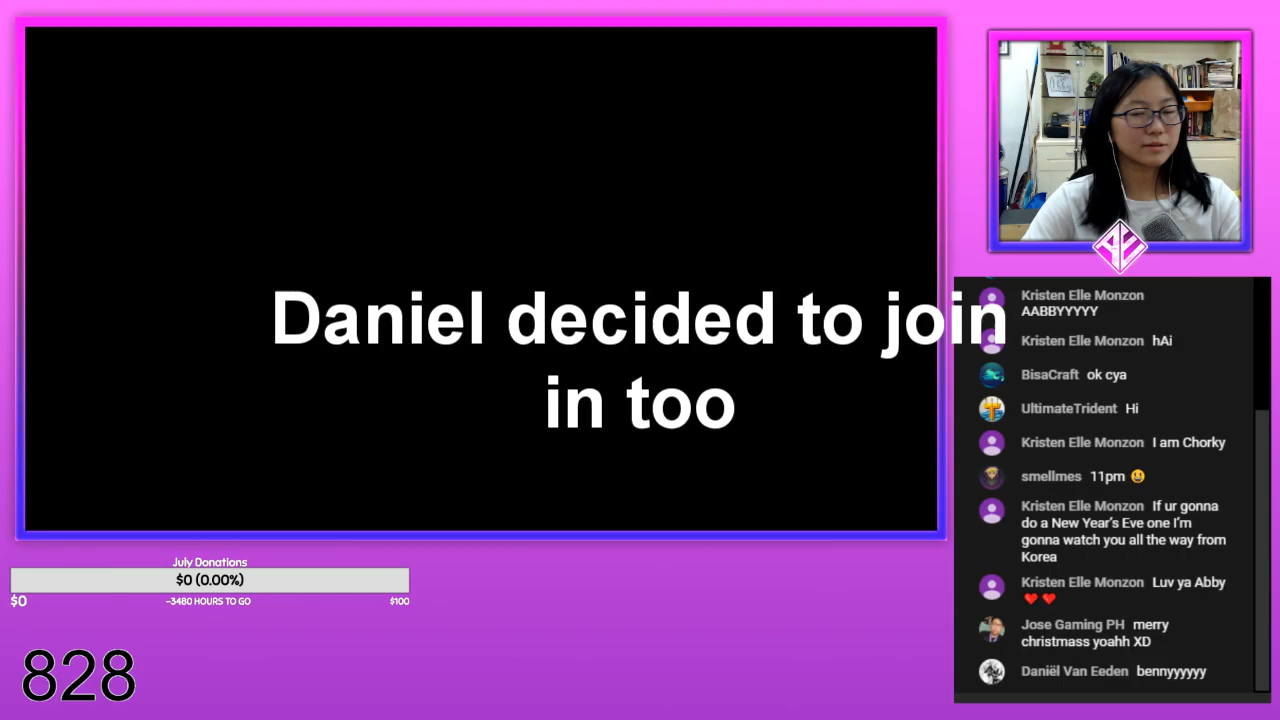 Daniel decided to join
in too
Kristen Elle Monzon
AABBYYYYY
Kristen Elle Monzon hAi
BisaCraft ok cya
UltimateTrident Hi
Kristen Elle Monzon I am Chorky
smellmes 11pm 😃
Kristen Elle Monzon If ur gonna
do a New Year's Eve one I'm
gonna watch you all the way from
Korea
Kristen Elle Monzon Luv ya Abby
❤️ ❤️
Jose Gaming PH merry
christmass yoahh XD
Daniël Van Eeden bennyyyyyy
July Donations
$0 (0.00%)
$0 -3480 HOURS TO GO $100
828